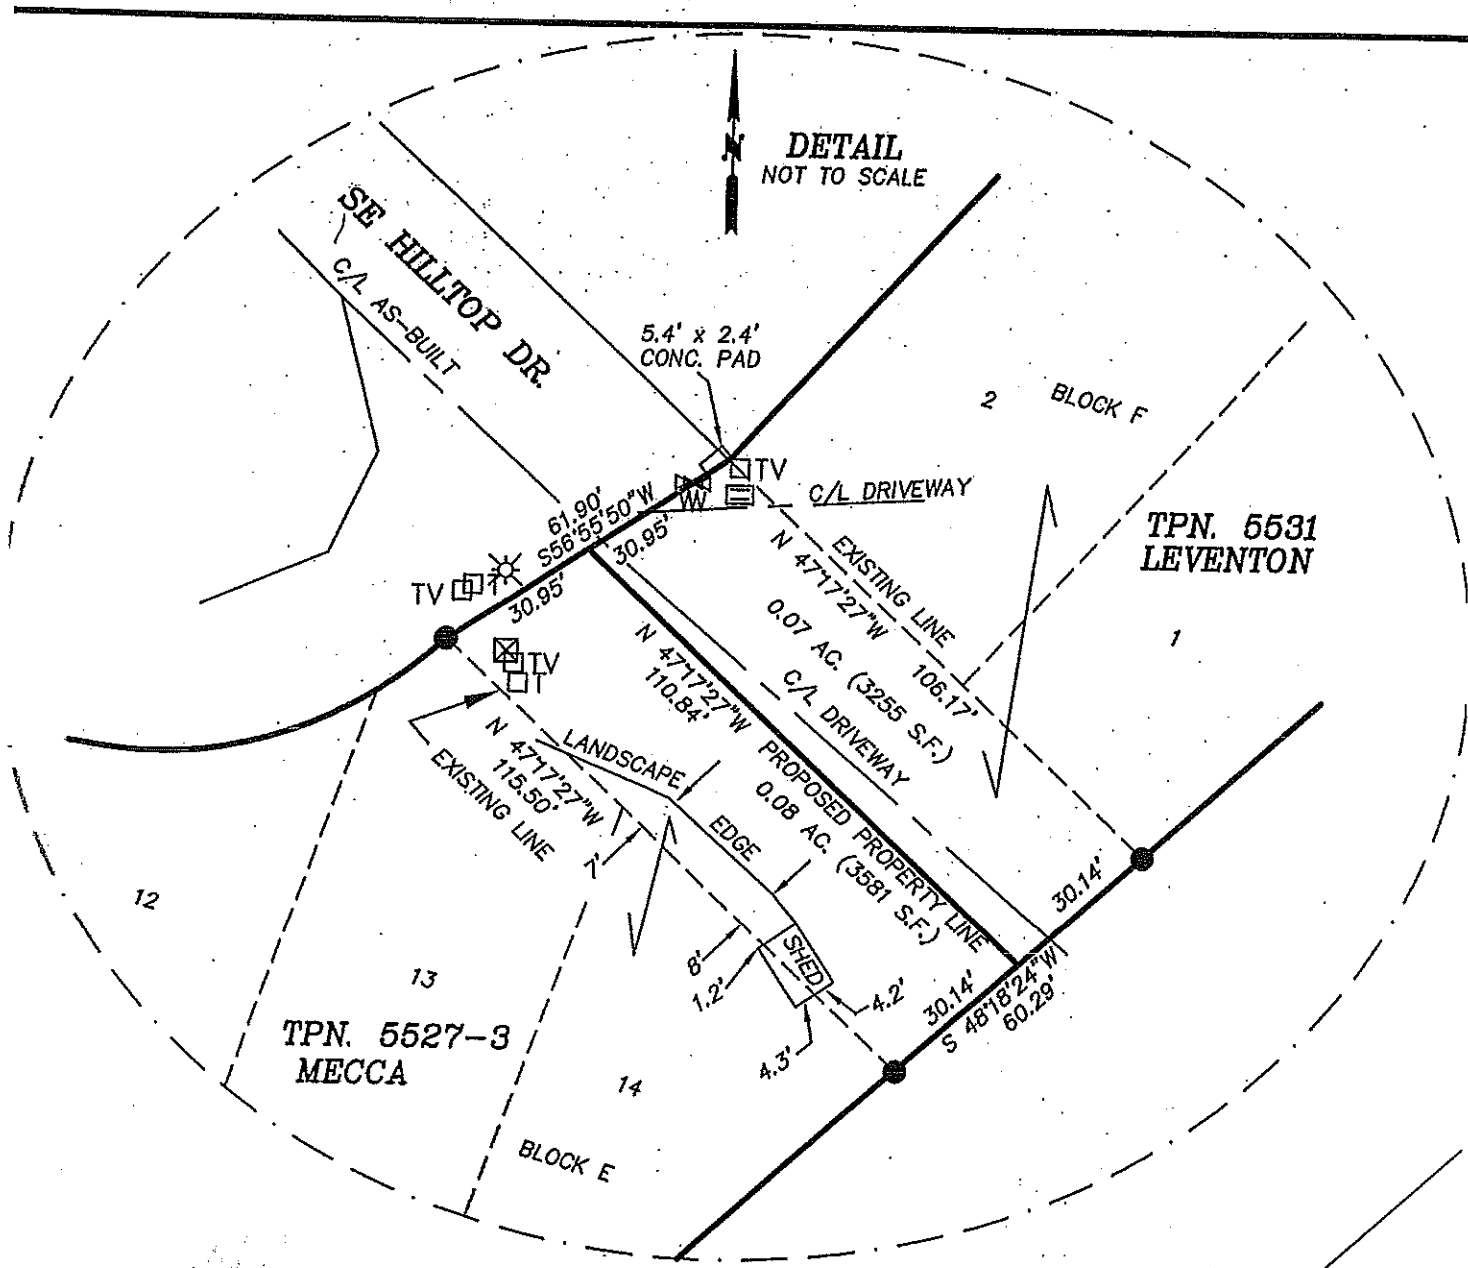 N
DETAIL
NOT TO SCALE
SE HILLTOP DR.
C/L AS-BUILT
5.4' x 2.4'
CONC. PAD
2
BLOCK F
TV
W
C/L DRIVEWAY
61.90'
S56°55'50"W
30.95'
30.95'
TV
T
TV
T
EXISTING LINE
N 47°17'27"W
106.17'
0.07 AC. (3255 S.F.)
C/L DRIVEWAY
TPN. 5531
LEVENTON
1
N 47°17'27"W
110.84'
PROPOSED PROPERTY LINE
0.08 AC. (3581 S.F.)
N 47°17'27"W
115.50'
EXISTING LINE
LANDSCAPE
EDGE
7'
8'
1.2'
SHED
4.2'
4.3'
30.14'
30.14'
S 48°18'24"W
60.29'
12
13
TPN. 5527-3
MECCA
14
BLOCK E